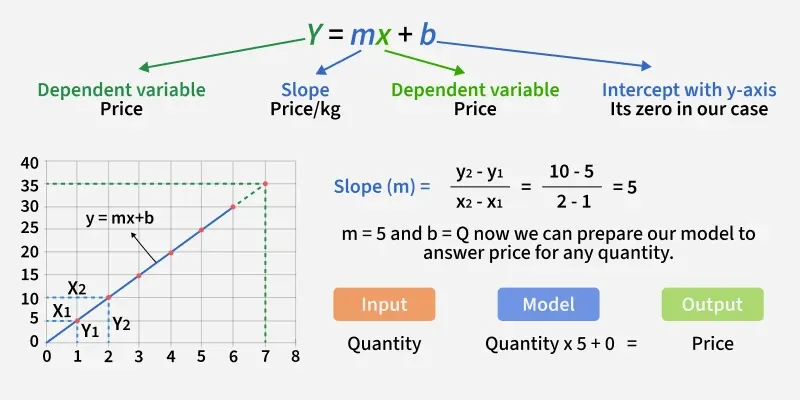 Y = mx + b
Dependent variable
Price
Slope
Price/kg
Dependent variable
Price
Intercept with y-axis
Its zero in our case
40
35
30
25
20
15
10
5
0
y = mx+b
X2
X1
Y1
Y2
0 1 2 3 4 5 6 7 8
Slope (m) = y2 - y1 / x2 - x1 = 10 - 5 / 2 - 1 = 5
m = 5 and b = Q now we can prepare our model to
answer price for any quantity.
Input
Model
Output
Quantity
Quantity x 5 + 0 =
Price